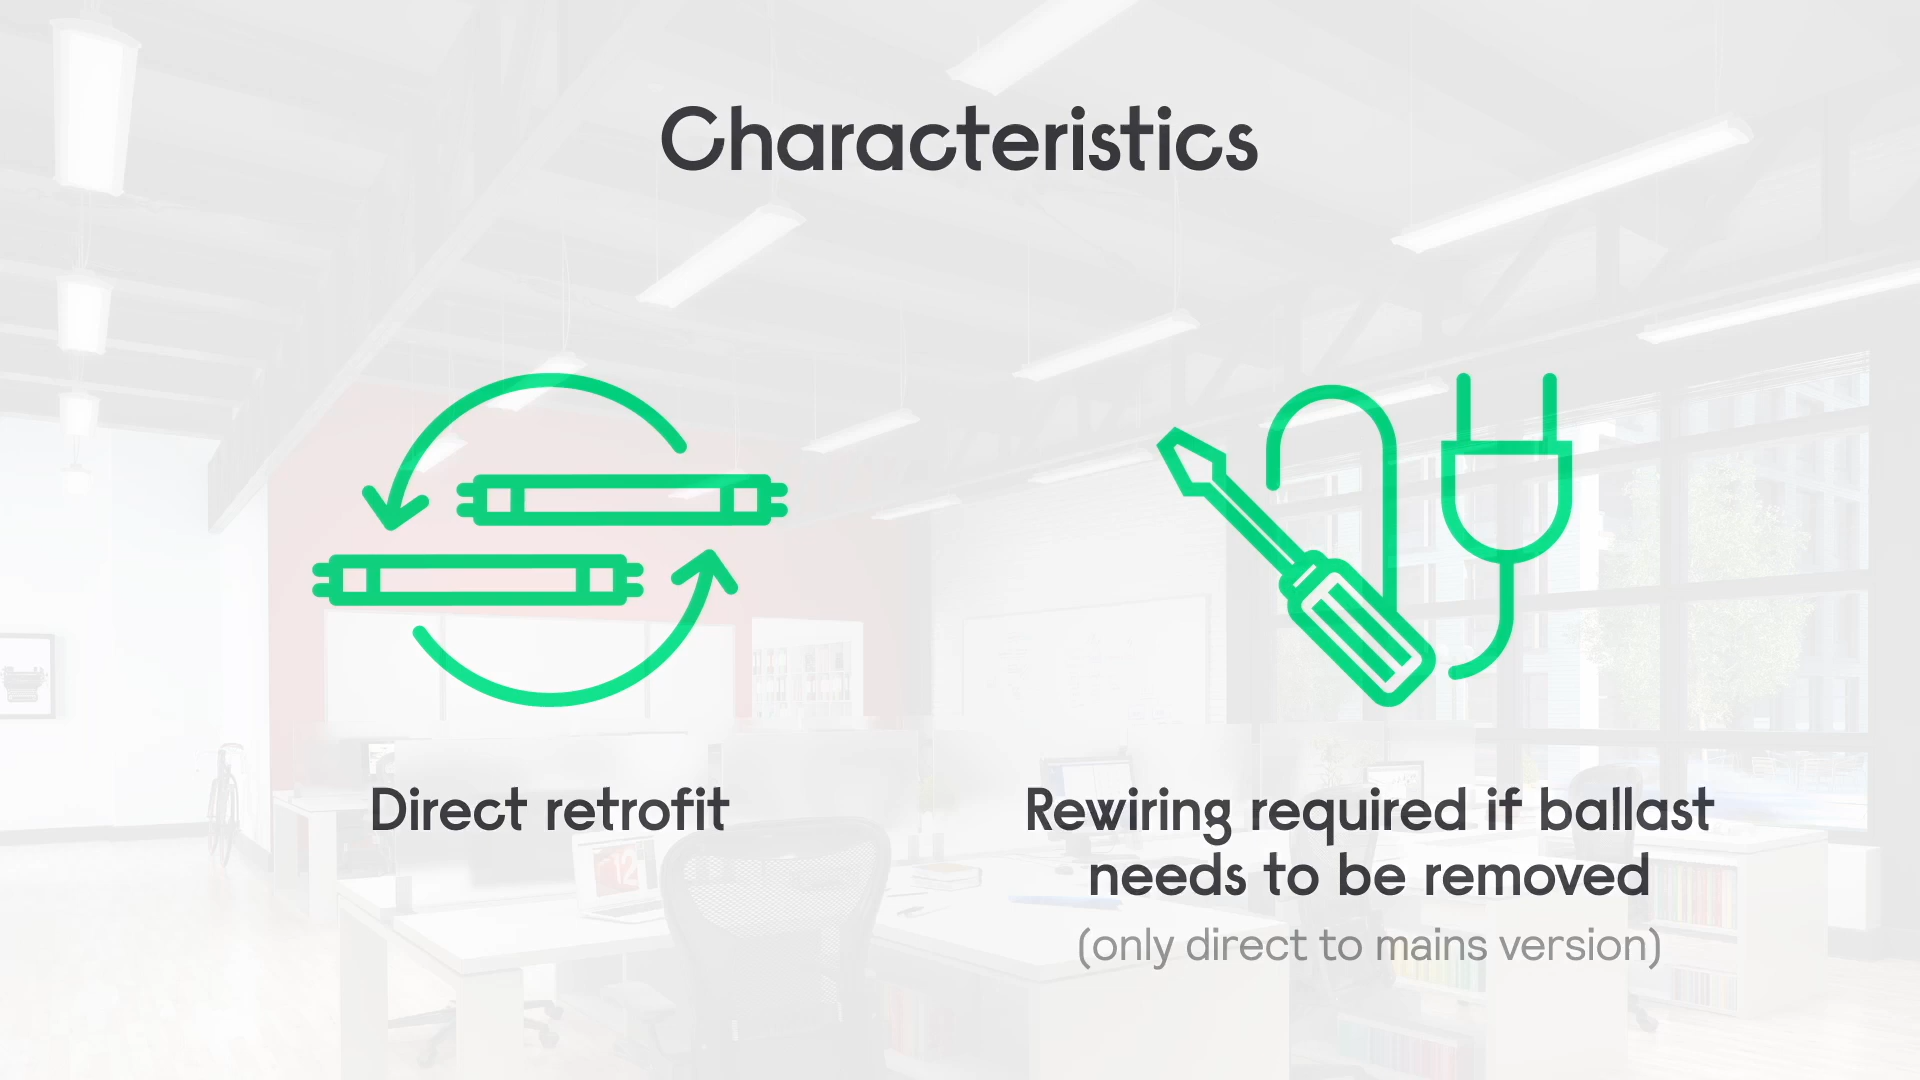 Characteristics
Direct retrofit
Rewiring required if ballast
needs to be removed
(only direct to mains version)